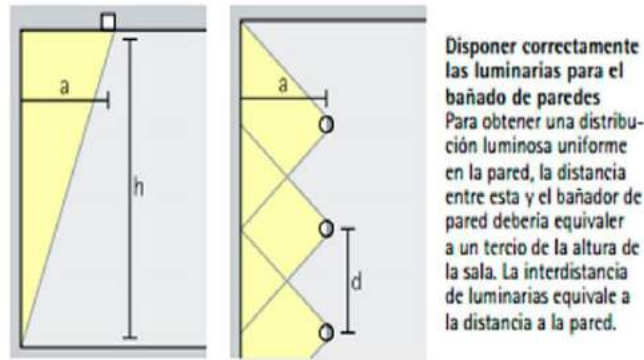 a
h
a
d
Disponer correctamente
las luminarias para el
bañado de paredes
Para obtener una distribu-
ción luminosa uniforme
en la pared, la distancia
entre esta y el bañador de
pared debería equivaler
a un tercio de la altura de
la sala. La interdistancia
de luminarias equivale a
la distancia a la pared.